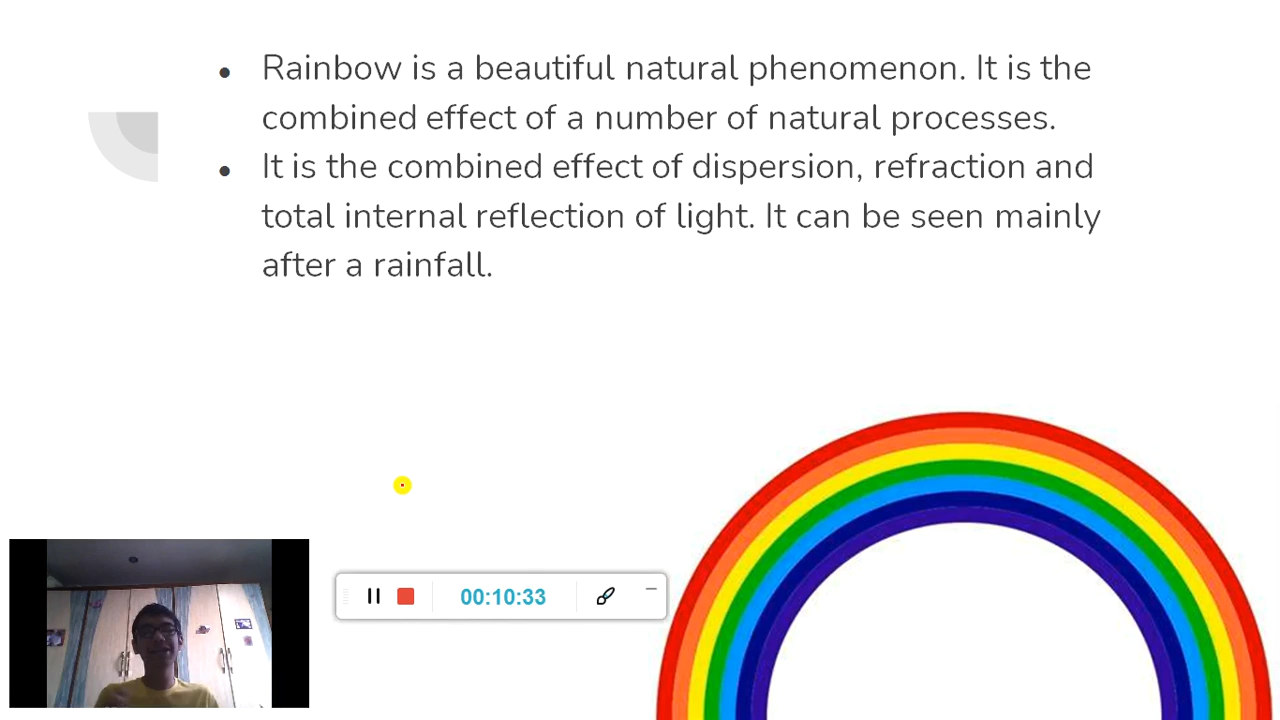 Rainbow is a beautiful natural phenomenon. It is the
combined effect of a number of natural processes.
It is the combined effect of dispersion, refraction and
total internal reflection of light. It can be seen mainly
after a rainfall.
00:10:33